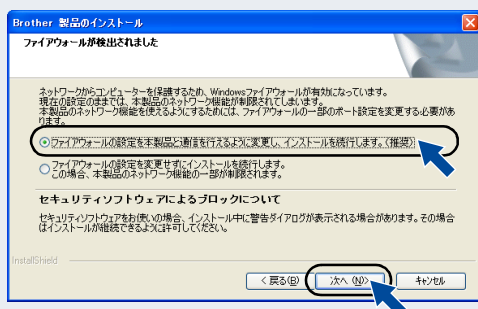 Brother 製品のインストール
ファイアウォールが検出されました
ネットワークからコンピューターを保護するため、Windowsファイアウォールが有効になっています。
現在の設定のままでは、本製品のネットワーク機能が制限されてしまいます。
本製品のネットワーク機能を使えるようにするためには、ファイアウォールの一部のポート設定を変更する必要があ
ります。
ファイアウォールの設定を本製品と通信を行えるように変更し、インストールを続行します。(推奨)
ファイアウォールの設定を変更せずにインストールを続行します。
この場合、本製品のネットワーク機能の一部が制限されます。
セキュリティソフトウェアによるブロックについて
セキュリティソフトウェアをお使いの場合、インストール中に警告ダイアログが表示される場合があります。その場合
はインストールが継続できるように許可してください。
InstallShield
< 戻る(B) 次へ (N)> キャンセル